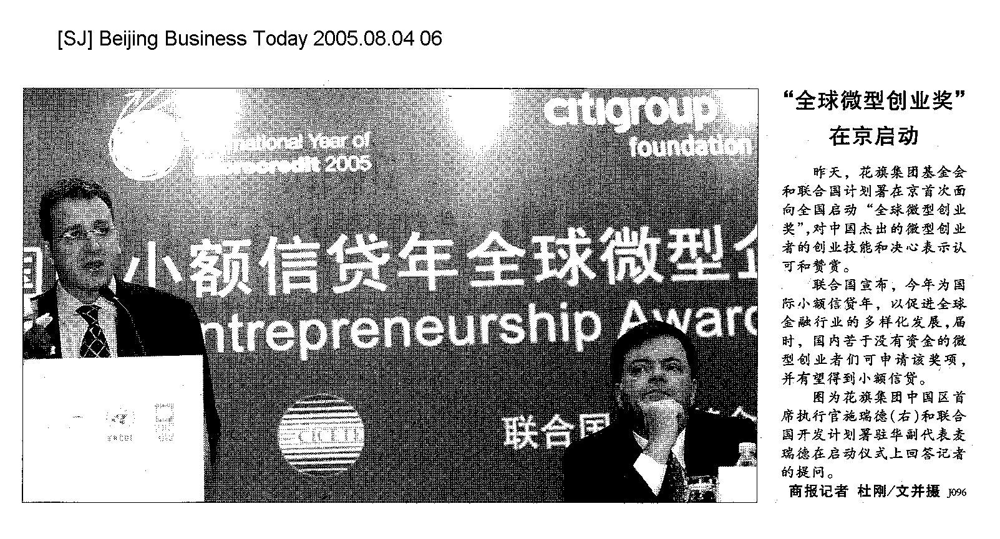 [SJ] Beijing Business Today 2005.08.04 06
national Year of
2005
citigroup
foundation
国 小额信贷年全球微型企
ntrepreneurship Award
联合国
“全球微型创业奖”
在京启动
昨天，花旗集团基金会
和联合国计划署在京首次面
向全国启动“全球微型创业
奖”，对中国杰出的微型创业
者的创业技能和决心表示认
可和赞赏。
联合国宣布，今年为国
际小额信贷年，以促进全球
金融行业的多样化发展，届
时，国内苦于没有资金的微
型创业者们可申请该奖项，
并有望得到小额信贷。
图为花旗集团中国区首
席执行官施瑞德(右)和联合
国开发计划署驻华副代表麦
瑞德在启动仪式上回答记者
的提问。
商报记者 杜刚/文并摄 J096